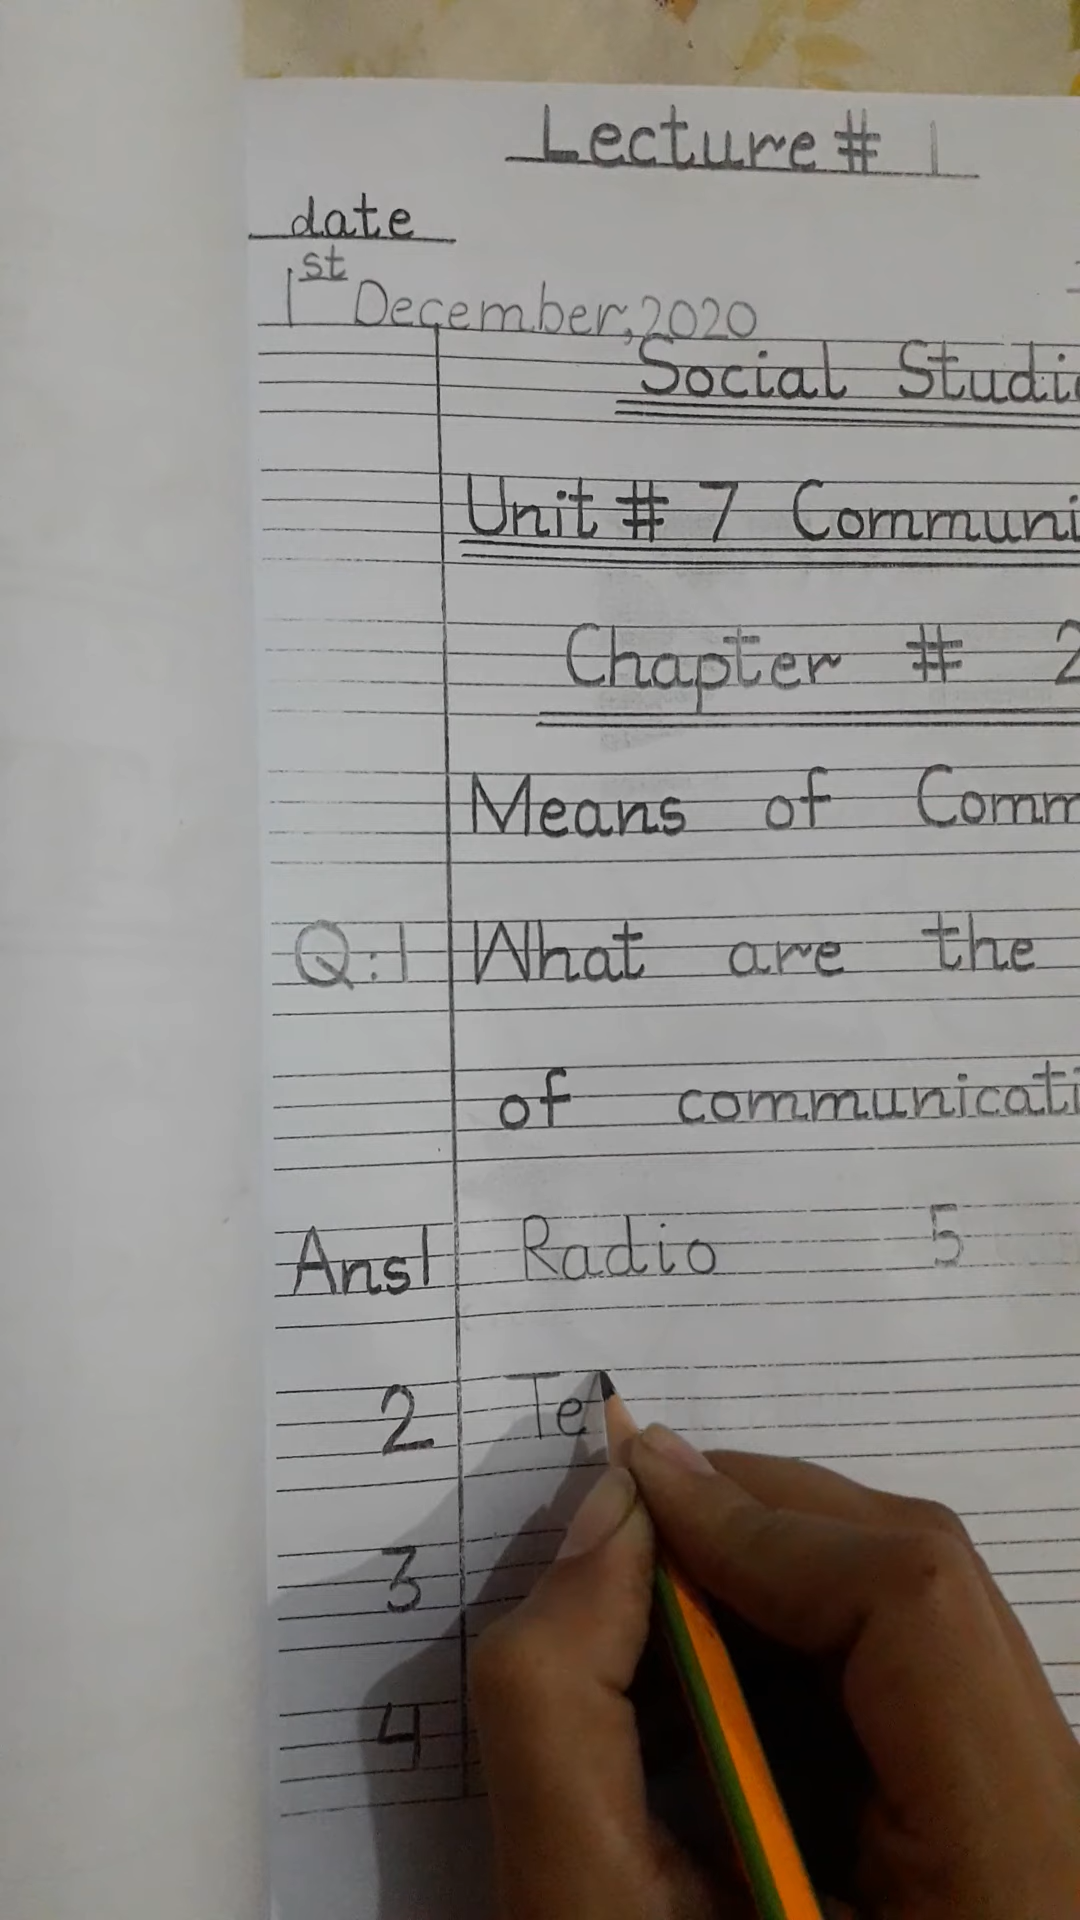 Lecture # 1
date
1st December, 2020
Social Studi
Unit # 7 Communi
Chapter # 2
Means of Comm
Q:1 What are the
of communicati
Ans1 Radio 5
2 Te
3
4